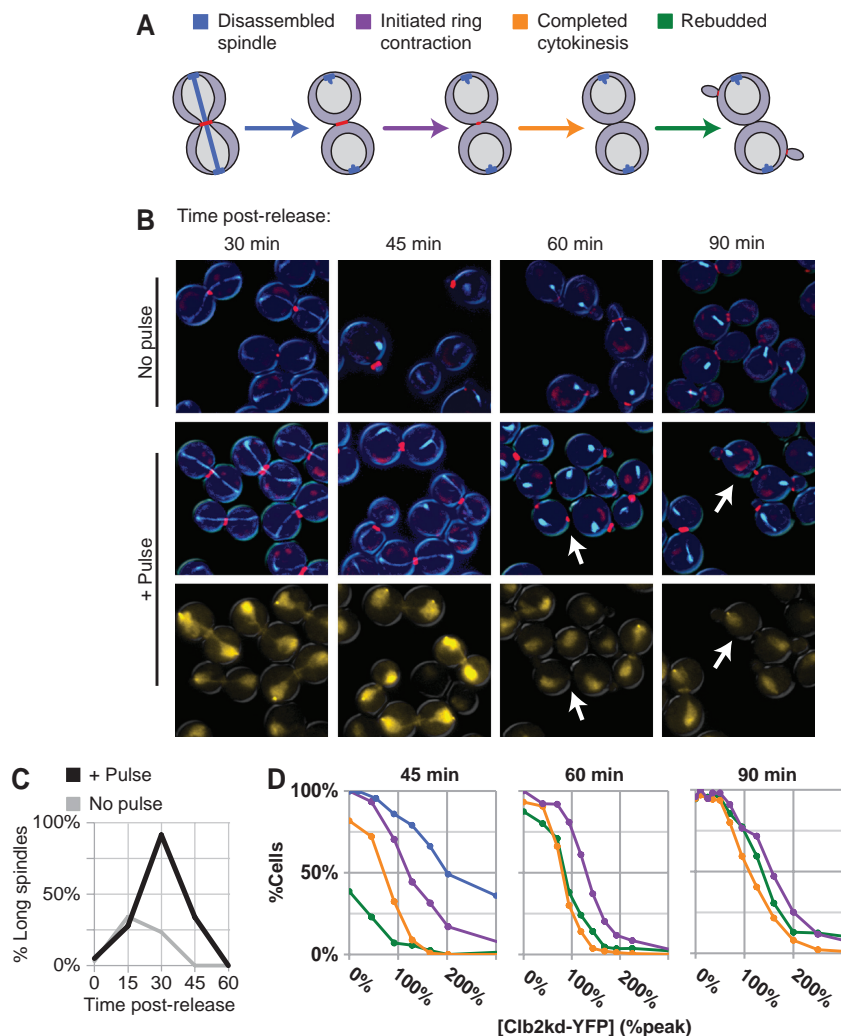 A
Disassembled spindle
Initiated ring contraction
Completed cytokinesis
Rebudded
B
Time post-release:
30 min
45 min
60 min
90 min
No pulse
+ Pulse
C
+ Pulse
No pulse
% Long spindles
100%
50%
0%
0 15 30 45 60
Time post-release
D
45 min
60 min
90 min
%Cells
100%
50%
0%
0% 100% 200%
0% 100% 200%
0% 100% 200%
[Clb2kd-YFP] (%peak)